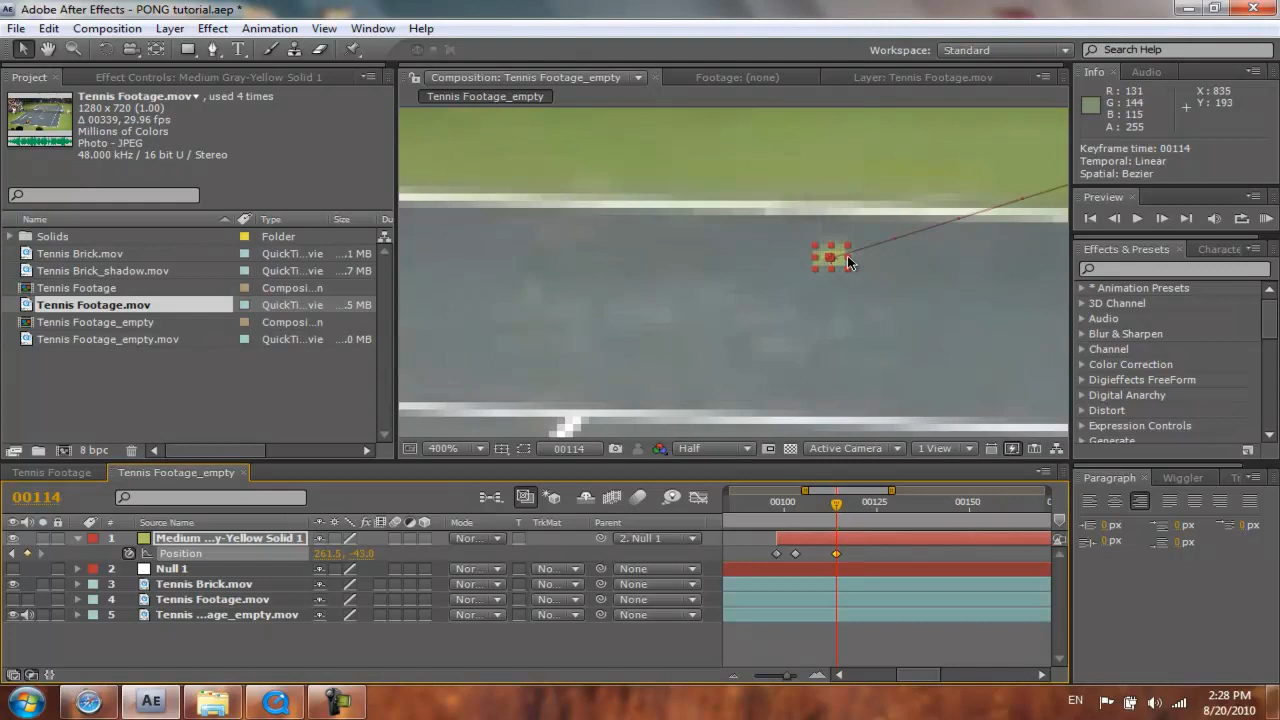 Adobe After Effects - PONG tutorial.aep *
File Edit Composition Layer Effect Animation View Window Help
Workspace: Standard Search Help
Project Effect Controls: Medium Gray-Yellow Solid 1
Tennis Footage.mov, used 4 times
1280 x 720 (1.00)
Δ 00339, 29.96 fps
Millions of Colors
Photo - JPEG
48.000 kHz / 16 bit U / Stereo
Name Type Size Du
Solids Folder
Tennis Brick.mov QuickTi...vie ....1 MB
Tennis Brick_shadow.mov QuickTi...vie ....7 MB
Tennis Footage Composi...n
Tennis Footage.mov QuickTi...vie ....5 MB
Tennis Footage_empty Composi...n
Tennis Footage_empty.mov QuickTi...vie ....0 MB
8 bpc
Composition: Tennis Footage_empty Footage: (none) Layer: Tennis Footage.mov
Tennis Footage_empty
400% 00114 Half Active Camera 1 View
Info Audio
R : 131
G : 144
B : 115
A : 255
X : 835
Y : 193
Keyframe time: 00114
Temporal: Linear
Spatial: Bezier
Preview
Effects & Presets Characte
* Animation Presets
3D Channel
Audio
Blur & Sharpen
Channel
Color Correction
Digieffects FreeForm
Digital Anarchy
Distort
Expression Controls
Generate
Tennis Footage Tennis Footage_empty
00114
00100 00125 00150
# Source Name Mode T TrkMat Parent
1 Medium ...y-Yellow Solid 1 Nor... 2. Null 1
Position 261.5, -43.0
2 Null 1 Nor... No... None
3 Tennis Brick.mov Nor... No... None
4 Tennis Footage.mov Nor... No... None
5 Tennis ...age_empty.mov Nor... No... None
Paragraph Wiggler Tr
0 px 0 px 0 px
0 px 0 px
AE
EN
2:28 PM
8/20/2010